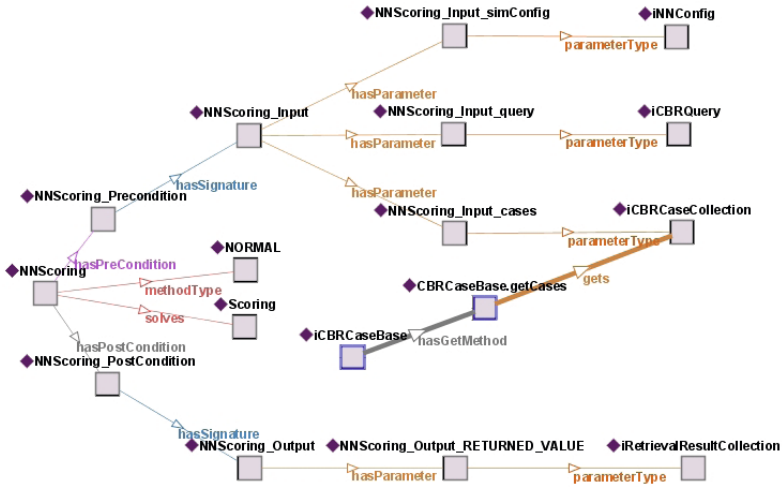 NNScoring_Input_simConfig
iNNConfig
parameterType
hasParameter
NNScoring_Input
NNScoring_Input_query
iCBRQuery
hasParameter
parameterType
hasSignature
hasParameter
NNScoring_Precondition
NNScoring_Input_cases
iCBRCaseCollection
parameterType
NNScoring
hasPreCondition
NORMAL
methodType
gets
CBRCaseBase.getCases
Scoring
solves
iCBRCaseBase
hasGetMethod
hasPostCondition
NNScoring_PostCondition
hasSignature
NNScoring_Output
NNScoring_Output_RETURNED_VALUE
iRetrievalResultCollection
hasParameter
parameterType